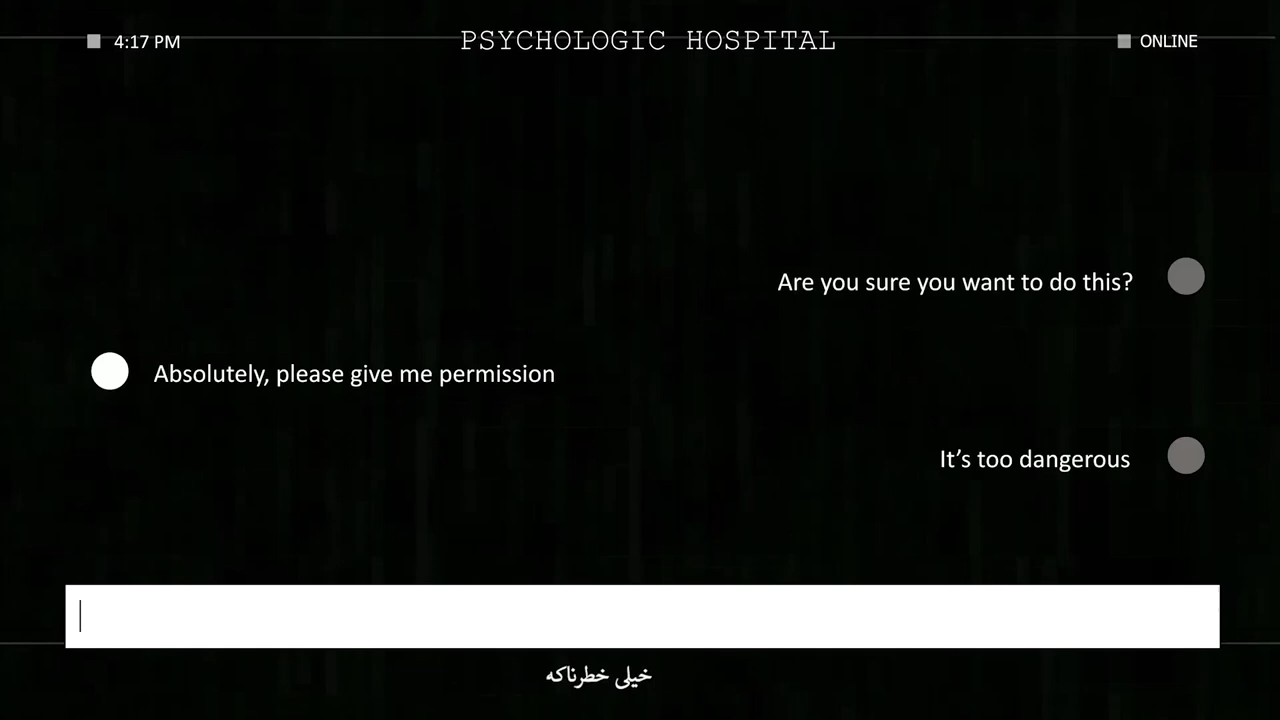 4:17 PM
PSYCHOLOGIC HOSPITAL
ONLINE
Are you sure you want to do this?
Absolutely, please give me permission
It’s too dangerous
خیلی خطرناکه